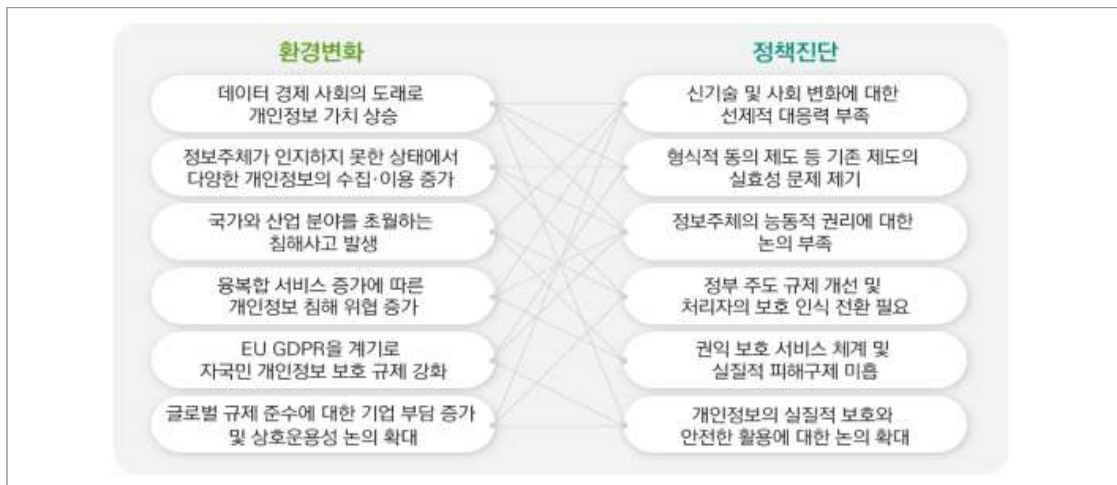 환경변화
데이터 경제 사회의 도래로
개인정보 가치 상승
정보주체가 인지하지 못한 상태에서
다양한 개인정보의 수집·이용 증가
국가와 산업 분야를 초월하는
침해사고 발생
융복합 서비스 증가에 따른
개인정보 침해 위협 증가
EU GDPR을 계기로
자국민 개인정보 보호 규제 강화
글로벌 규제 준수에 대한 기업 부담 증가
및 상호운용성 논의 확대
정책진단
신기술 및 사회 변화에 대한
선제적 대응력 부족
형식적 동의 제도 등 기존 제도의
실효성 문제 제기
정보주체의 능동적 권리에 대한
논의 부족
정부 주도 규제 개선 및
처리자의 보호 인식 전환 필요
권익 보호 서비스 체계 및
실질적 피해구제 미흡
개인정보의 실질적 보호와
안전한 활용에 대한 논의 확대